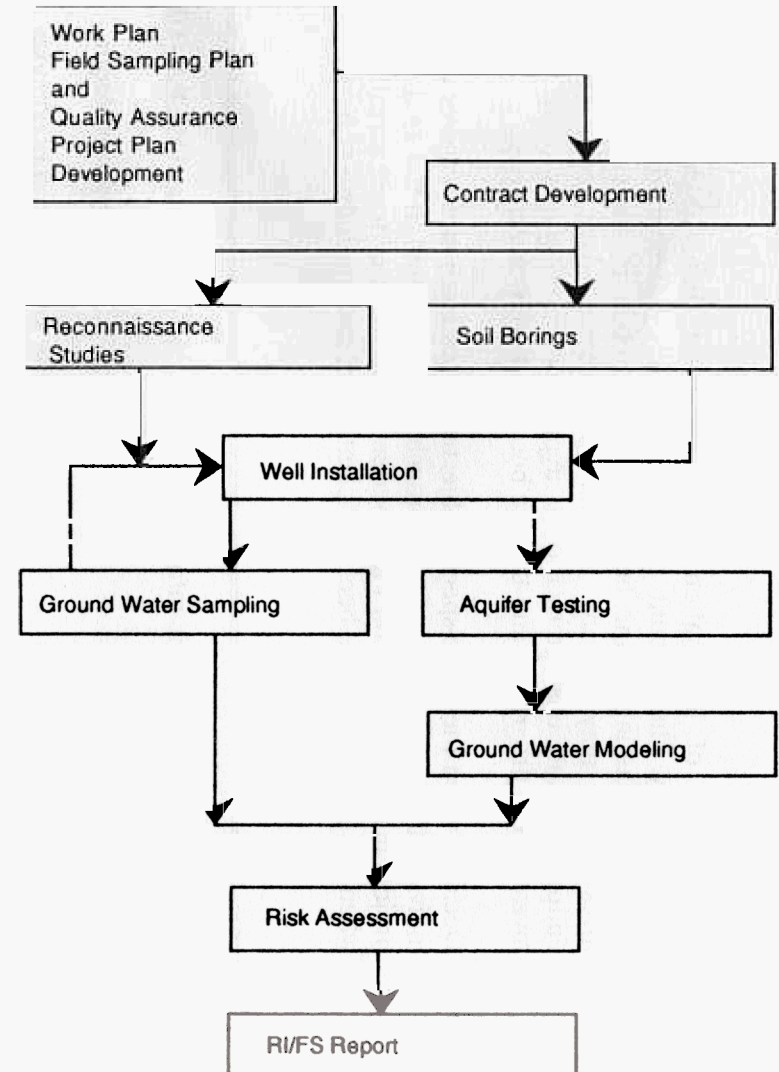 Work Plan
Field Sampling Plan
and
Quality Assurance
Project Plan
Development
Contract Development
Reconnaissance
Studies
Soil Borings
Well Installation
Ground Water Sampling
Aquifer Testing
Ground Water Modeling
Risk Assessment
RI/FS Report